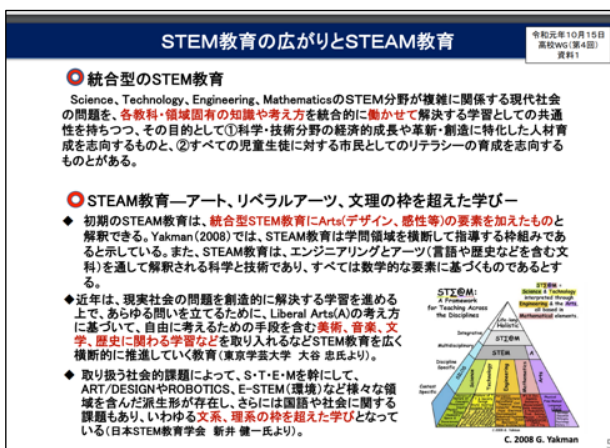 STEM教育の広がりとSTEAM教育
令和元年10月15日
高校WG(第4回)
資料1
統合型のSTEM教育
Science、Technology、Engineering、MathematicsのSTEM分野が複雑に関係する現代社会
の問題を、各教科・領域固有の知識や考え方を統合的に働かせて解決する学習としての共通
性を持ちつつ、その目的として①科学・技術分野の経済的成長や革新・創造に特化した人材育
成を志向するものと、②すべての児童生徒に対する市民としてのリテラシーの育成を志向する
ものとがある。
STEAM教育―アート、リベラルアーツ、文理の枠を超えた学び－
◆ 初期のSTEAM教育は、統合型STEM教育にArts(デザイン、感性等)の要素を加えたものと
解釈できる。Yakman(2008)では、STEAM教育は学問領域を横断して指導する枠組みであ
ると示している。また、STEAM教育は、エンジニアリングとアーツ(言語や歴史などを含む文
科)を通して解釈される科学と技術であり、すべては数学的な要素に基づくものであるとす
る。
◆近年は、現実社会の問題を創造的に解決する学習を進める
上で、あらゆる問いを立てるために、Liberal Arts(A)の考え方
に基づいて、自由に考えるための手段を含む美術、音楽、文
学、歴史に関わる学習などを取り入れるなどSTEM教育を広く
横断的に推進していく教育(東京学芸大学 大谷 忠氏より)。
◆ 取り扱う社会的課題によって、S・T・E・Mを幹にして、
ART/DESIGNやROBOTICS、E-STEM(環境)など様々な領
域を含んだ派生形が存在し、さらには国語や社会に関する
課題もあり、いわゆる文系、理系の枠を超えた学びとなって
いる(日本STEM教育学会 新井 健一氏より)。
STΣ@M:
A Framework
for Teaching Across
the Disciplines
STΣ@M =
Science & Technology
interpreted through
Engineering & the Arts,
all based in
Mathematical elements.
Life-long
Holistic
Integrative
STΣ@M
Multidisciplinary
STEM
A
Discipline
Specific
Science
Technology
Engineering
Mathematics
Arts
Content
Specific
C. 2008 G. Yakman